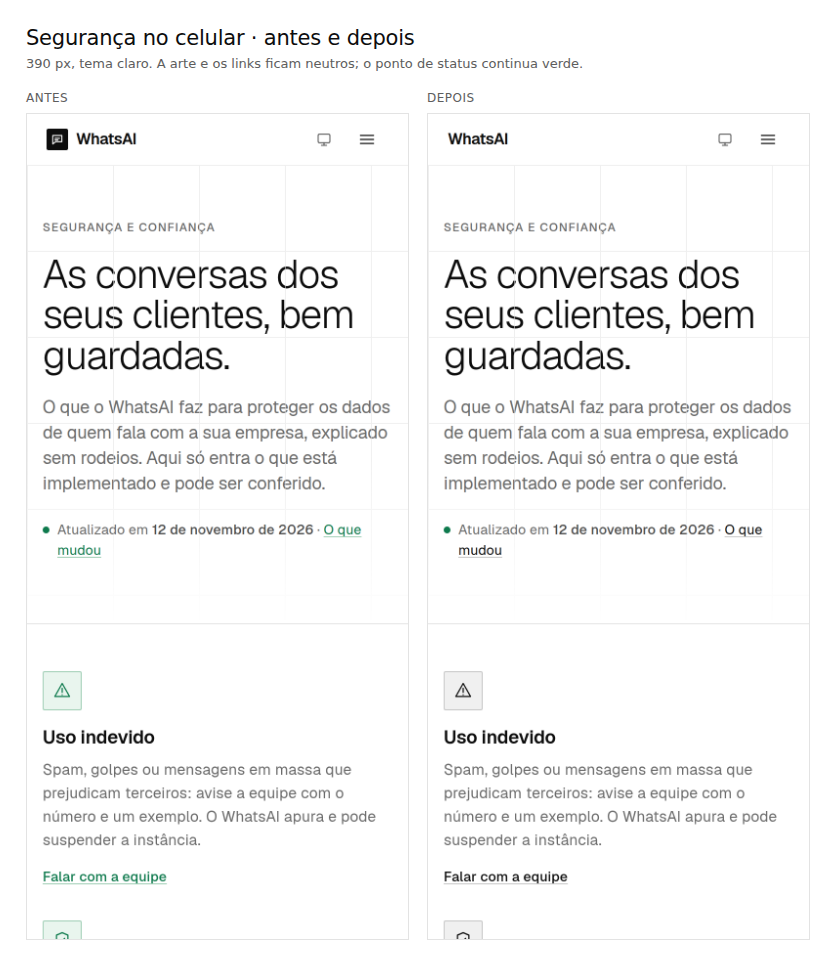 Segurança no celular · antes e depois
390 px, tema claro. A arte e os links ficam neutros; o ponto de status continua verde.
ANTES
WhatsAI
SEGURANÇA E CONFIANÇA
As conversas dos
seus clientes, bem
guardadas.
O que o WhatsAI faz para proteger os dados
de quem fala com a sua empresa, explicado
sem rodeios. Aqui só entra o que está
implementado e pode ser conferido.
Atualizado em 12 de novembro de 2026 · O que
mudou
Uso indevido
Spam, golpes ou mensagens em massa que
prejudicam terceiros: avise a equipe com o
número e um exemplo. O WhatsAI apura e pode
suspender a instância.
Falar com a equipe
DEPOIS
WhatsAI
SEGURANÇA E CONFIANÇA
As conversas dos
seus clientes, bem
guardadas.
O que o WhatsAI faz para proteger os dados
de quem fala com a sua empresa, explicado
sem rodeios. Aqui só entra o que está
implementado e pode ser conferido.
Atualizado em 12 de novembro de 2026 · O que
mudou
Uso indevido
Spam, golpes ou mensagens em massa que
prejudicam terceiros: avise a equipe com o
número e um exemplo. O WhatsAI apura e pode
suspender a instância.
Falar com a equipe